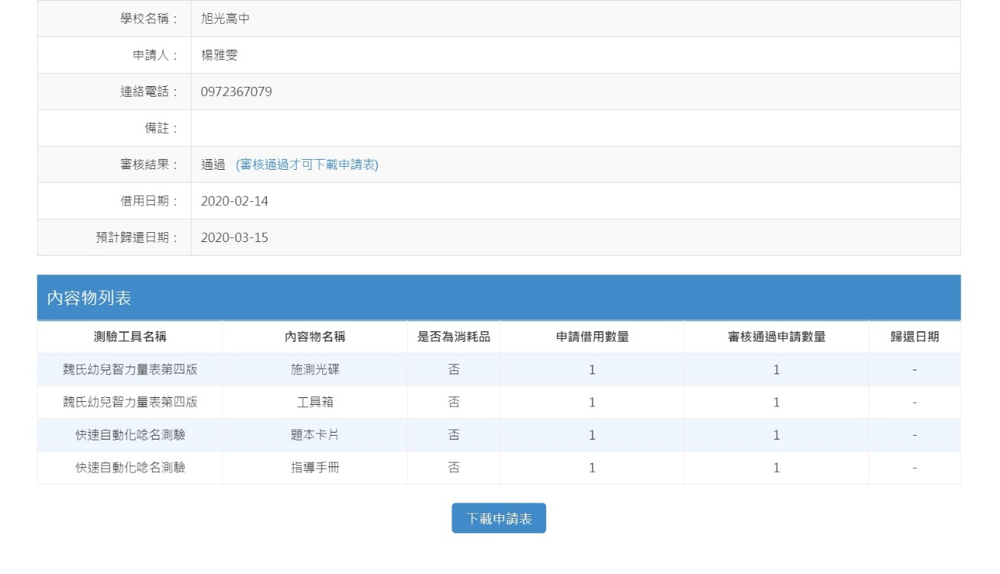 學校名稱： 旭光高中
申請人： 楊雅雯
連絡電話： 0972367079
備註：
審核結果： 通過 (審核通過才可下載申請表)
借用日期： 2020-02-14
預計歸還日期： 2020-03-15
內容物列表
測驗工具名稱 內容物名稱 是否為消耗品 申請借用數量 審核通過申請數量 歸還日期
魏氏幼兒智力量表第四版 施測光碟 否 1 1 -
魏氏幼兒智力量表第四版 工具箱 否 1 1 -
快速自動化唸名測驗 題本卡片 否 1 1 -
快速自動化唸名測驗 指導手冊 否 1 1 -
下載申請表